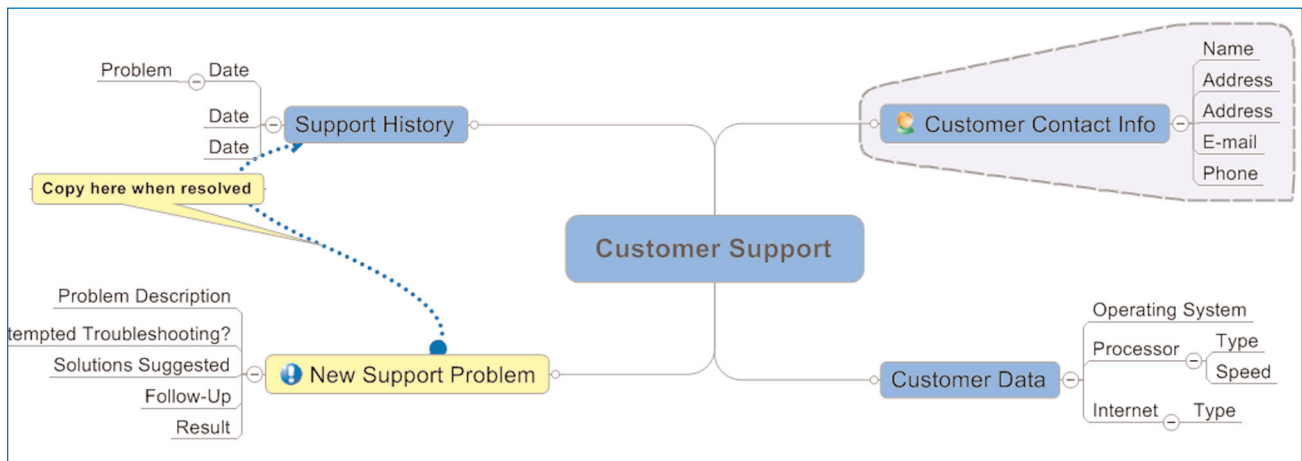 Problem
Date
Date
Date
Support History
Copy here when resolved
Customer Support
Name
Address
Address
E-mail
Phone
Customer Contact Info
Problem Description
tempted Troubleshooting?
Solutions Suggested
Follow-Up
Result
New Support Problem
Customer Data
Operating System
Processor
Type
Speed
Internet
Type